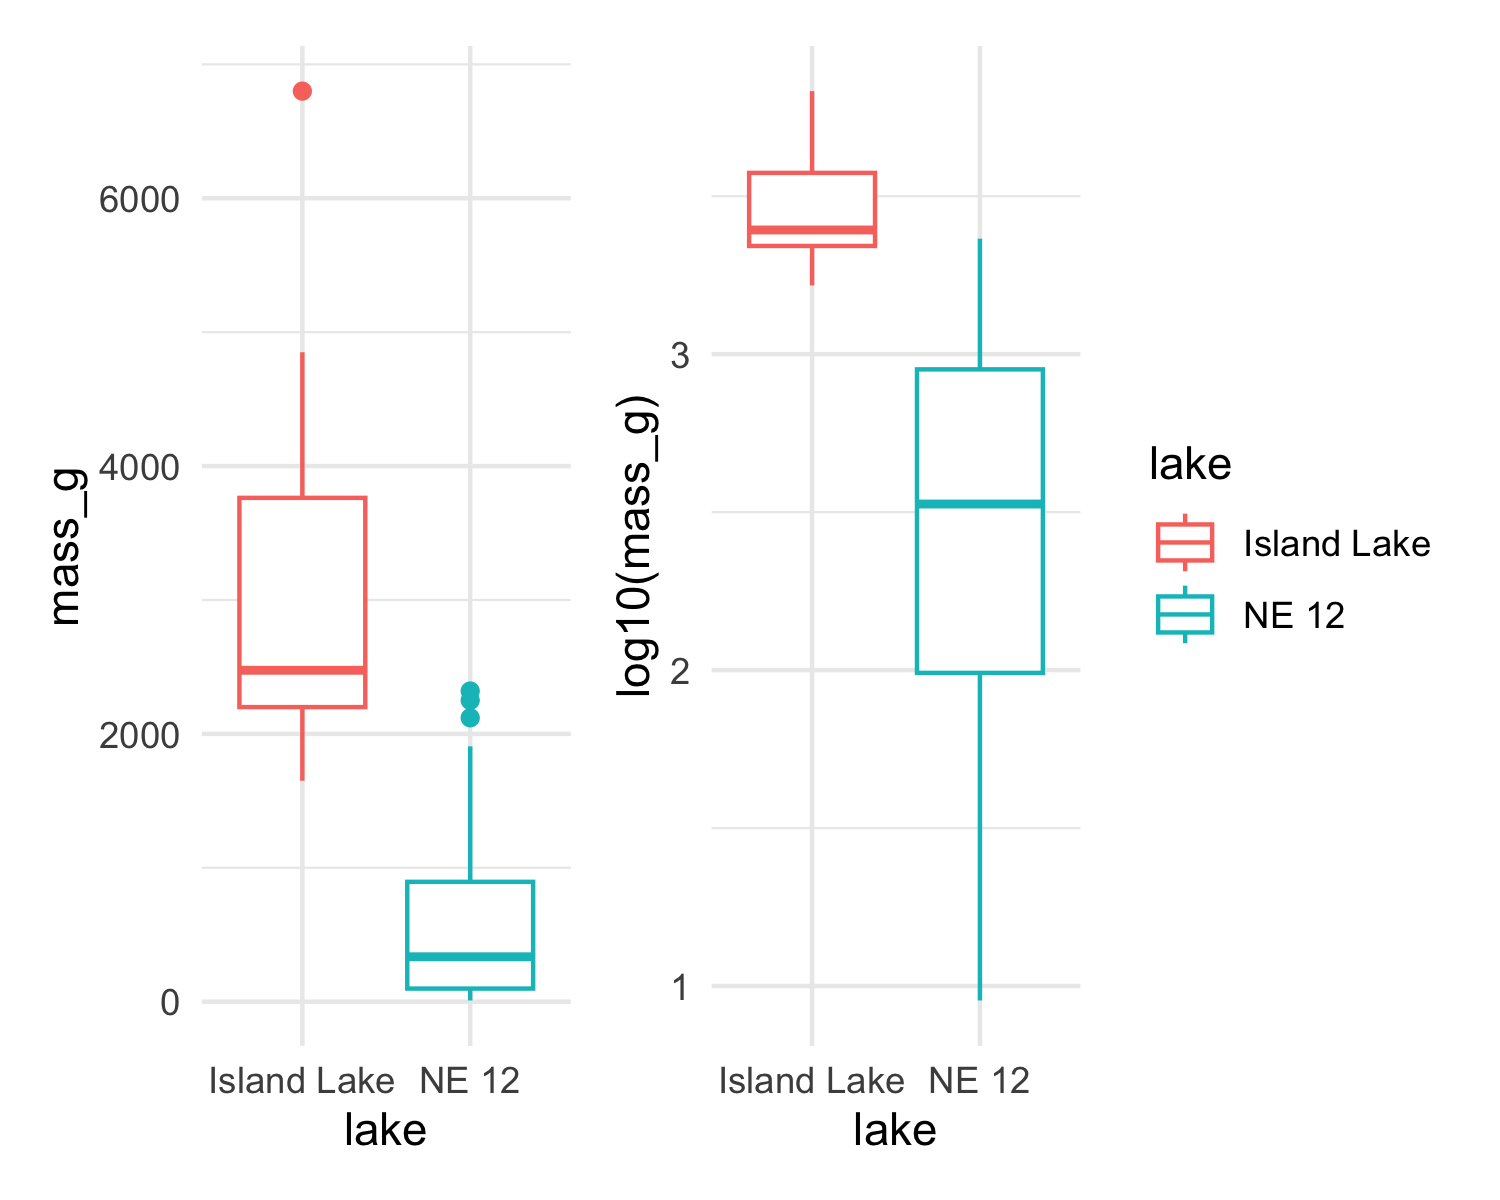 mass_g
6000
4000
2000
0
Island Lake
NE 12
lake
log10(mass_g)
3
2
1
Island Lake
NE 12
lake
lake
Island Lake
NE 12